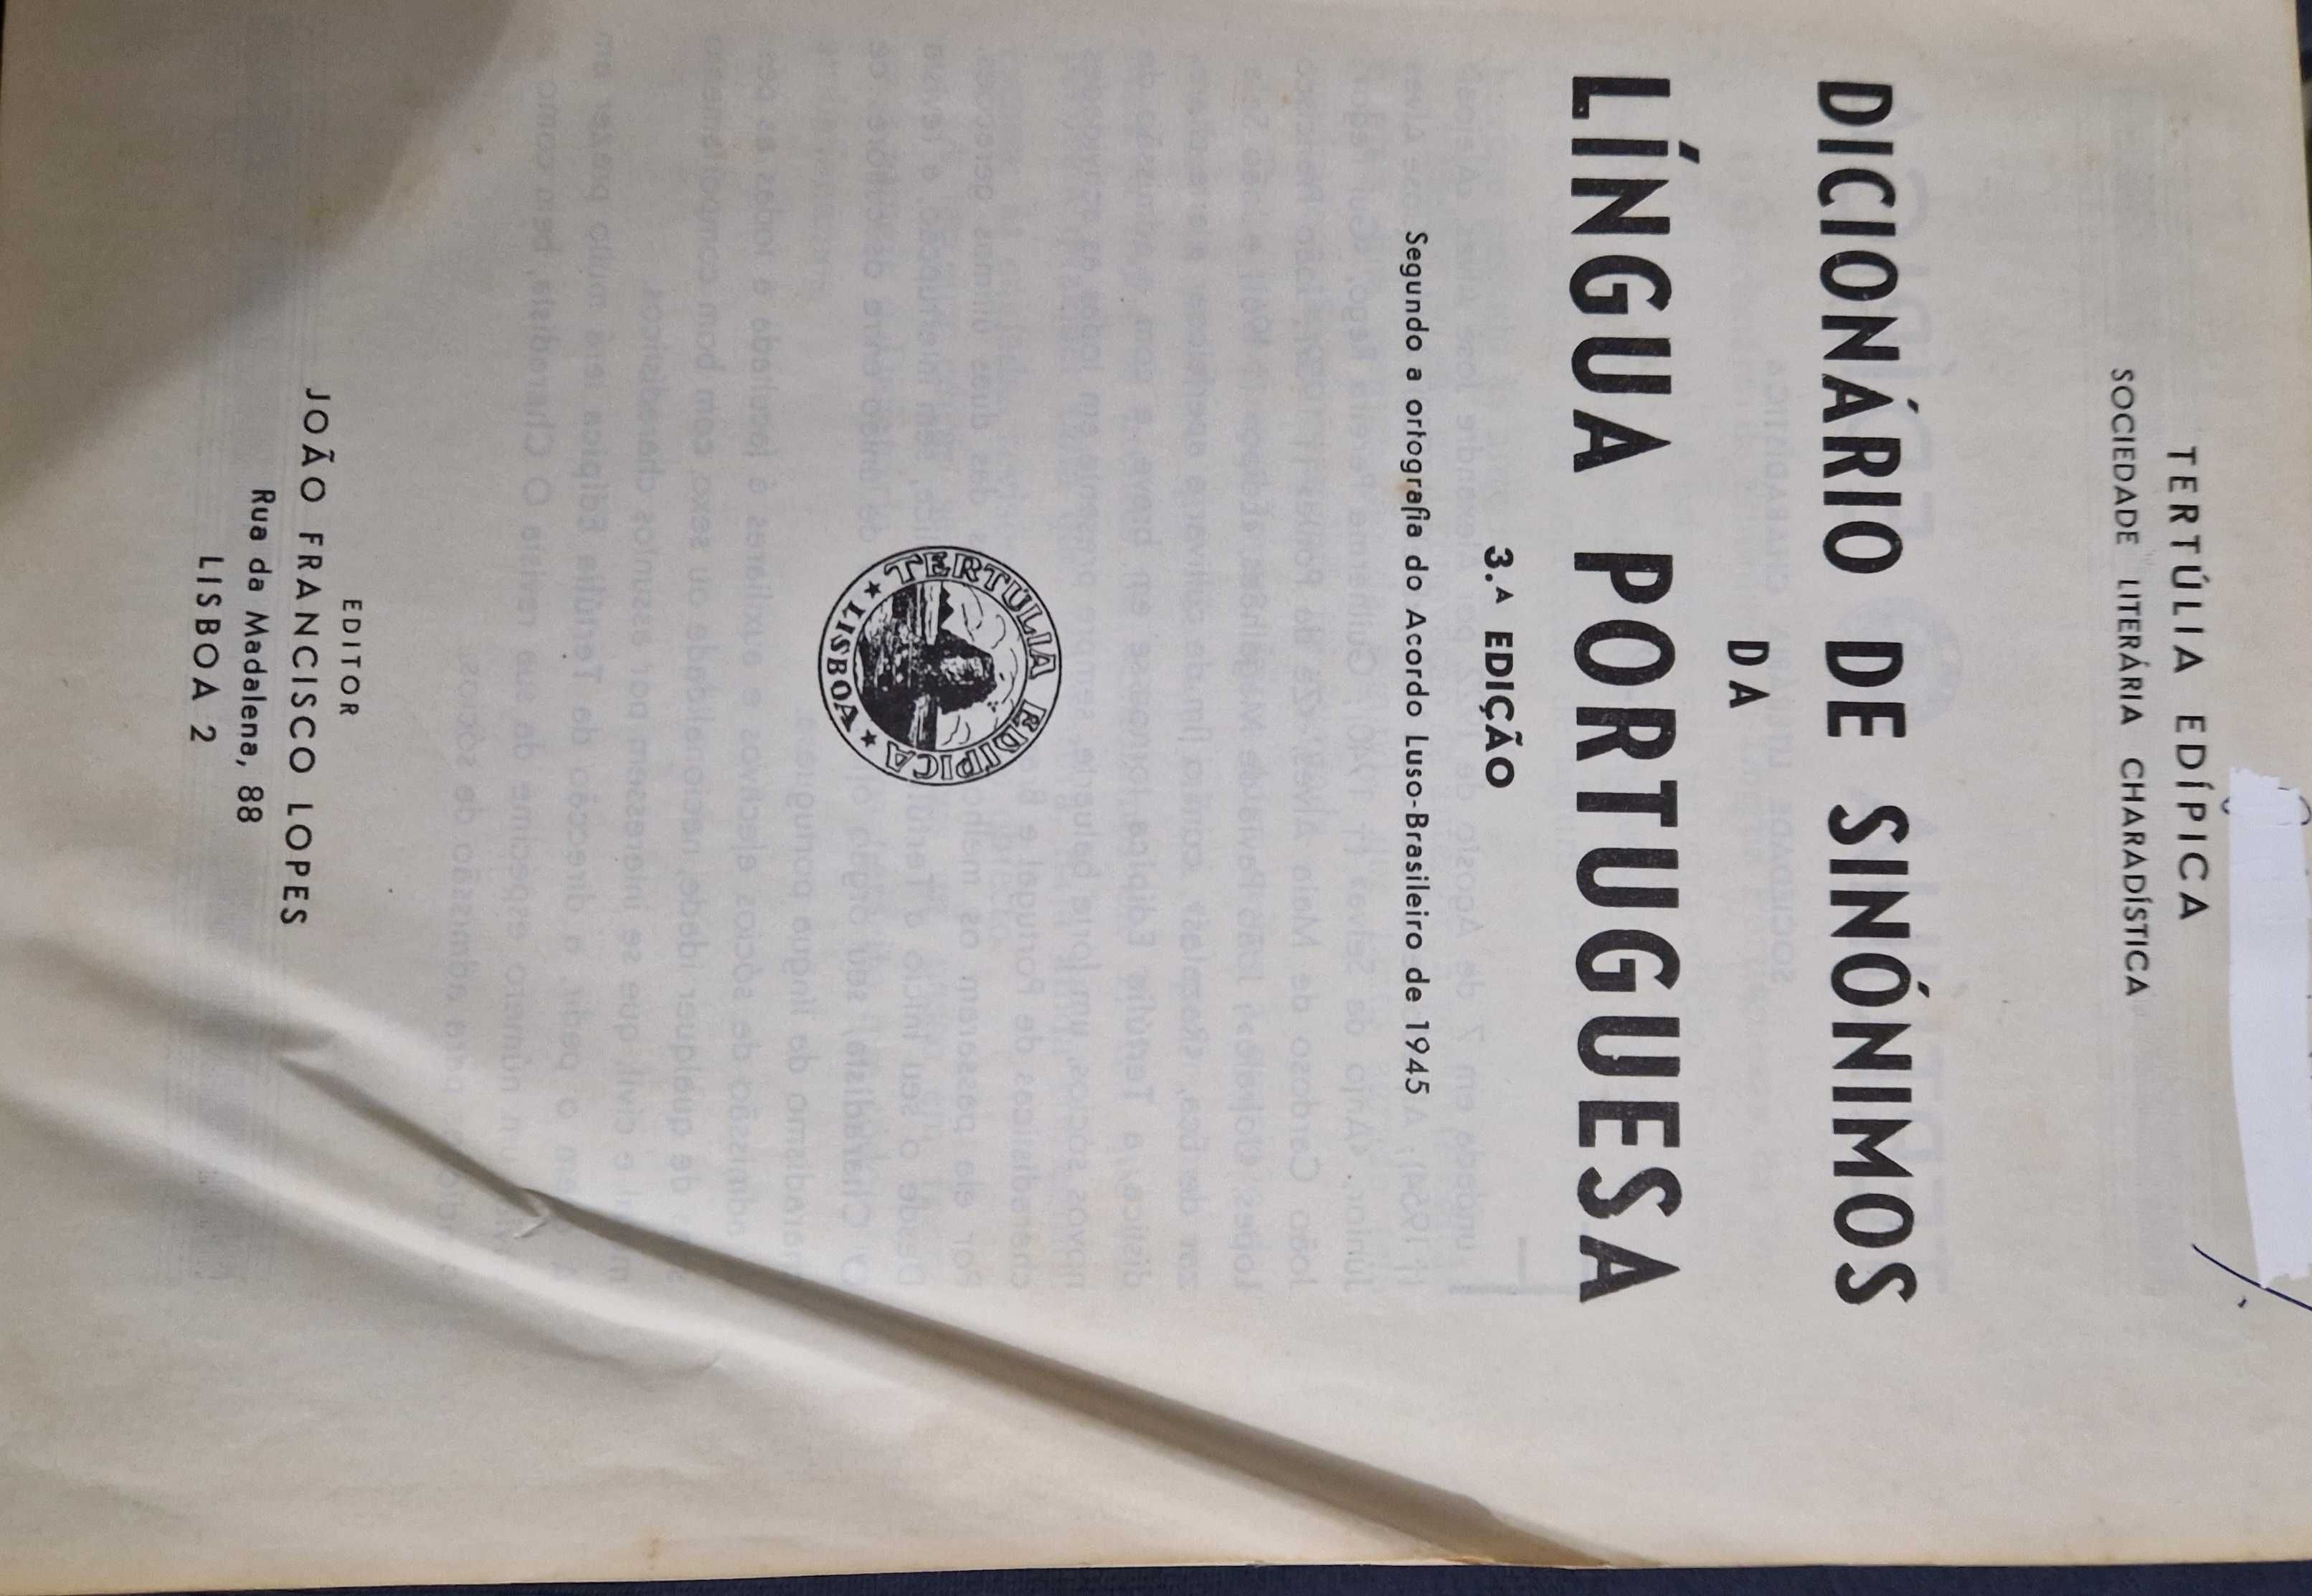 TERTÚLIA EDÍPICA
SOCIEDADE LITERÁRIA CHARADÍSTICA
DICIONÁRIO DE SINÓNIMOS
DA
LÍNGUA PORTUGUESA
3.ª EDIÇÃO
Segundo a ortografia do Acordo Luso-Brasileiro de 1945
TERTÚLIA EDIPICA
LISBOA
EDITOR
JOÃO FRANCISCO LOPES
Rua da Madalena, 88
LISBOA 2